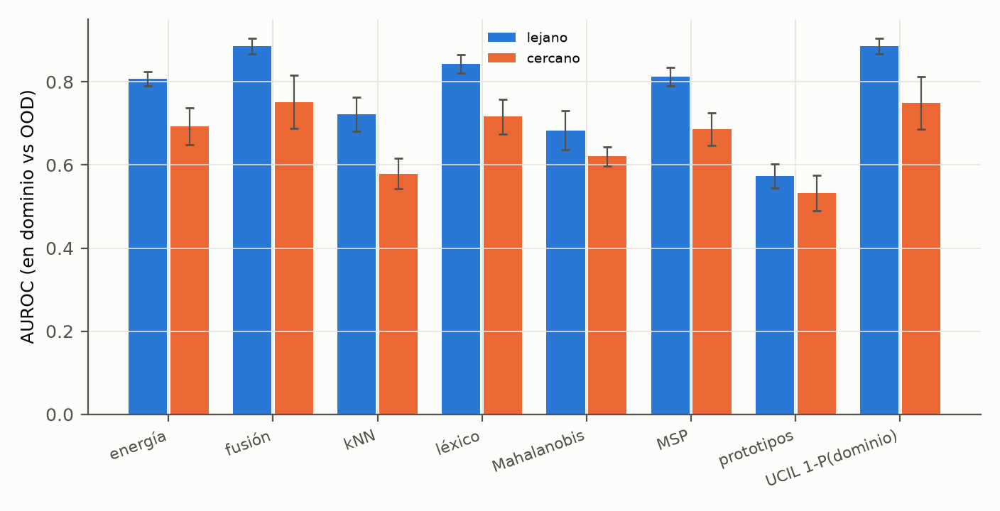 AUROC (en dominio vs OOD)
0.8
0.6
0.4
0.2
0.0
lejano
cercano
energía
fusión
kNN
léxico
Mahalanobis
MSP
prototipos
UCIL 1-P(dominio)